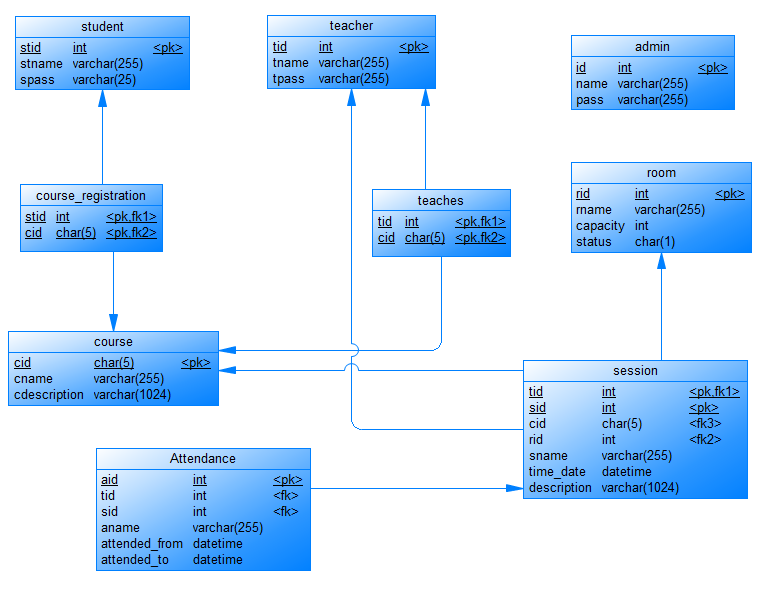 student
stid int <pk>
stname varchar(255)
spass varchar(25)
teacher
tid int <pk>
tname varchar(255)
tpass varchar(255)
admin
id int <pk>
name varchar(255)
pass varchar(255)
course_registration
stid int <pk,fk1>
cid char(5) <pk,fk2>
teaches
tid int <pk,fk1>
cid char(5) <pk,fk2>
room
rid int <pk>
rname varchar(255)
capacity int
status char(1)
course
cid char(5) <pk>
cname varchar(255)
cdescription varchar(1024)
session
tid int <pk,fk1>
sid int <pk>
cid char(5) <fk3>
rid int <fk2>
sname varchar(255)
time_date datetime
description varchar(1024)
Attendance
aid int <pk>
tid int <fk>
sid int <fk>
aname varchar(255)
attended_from datetime
attended_to datetime